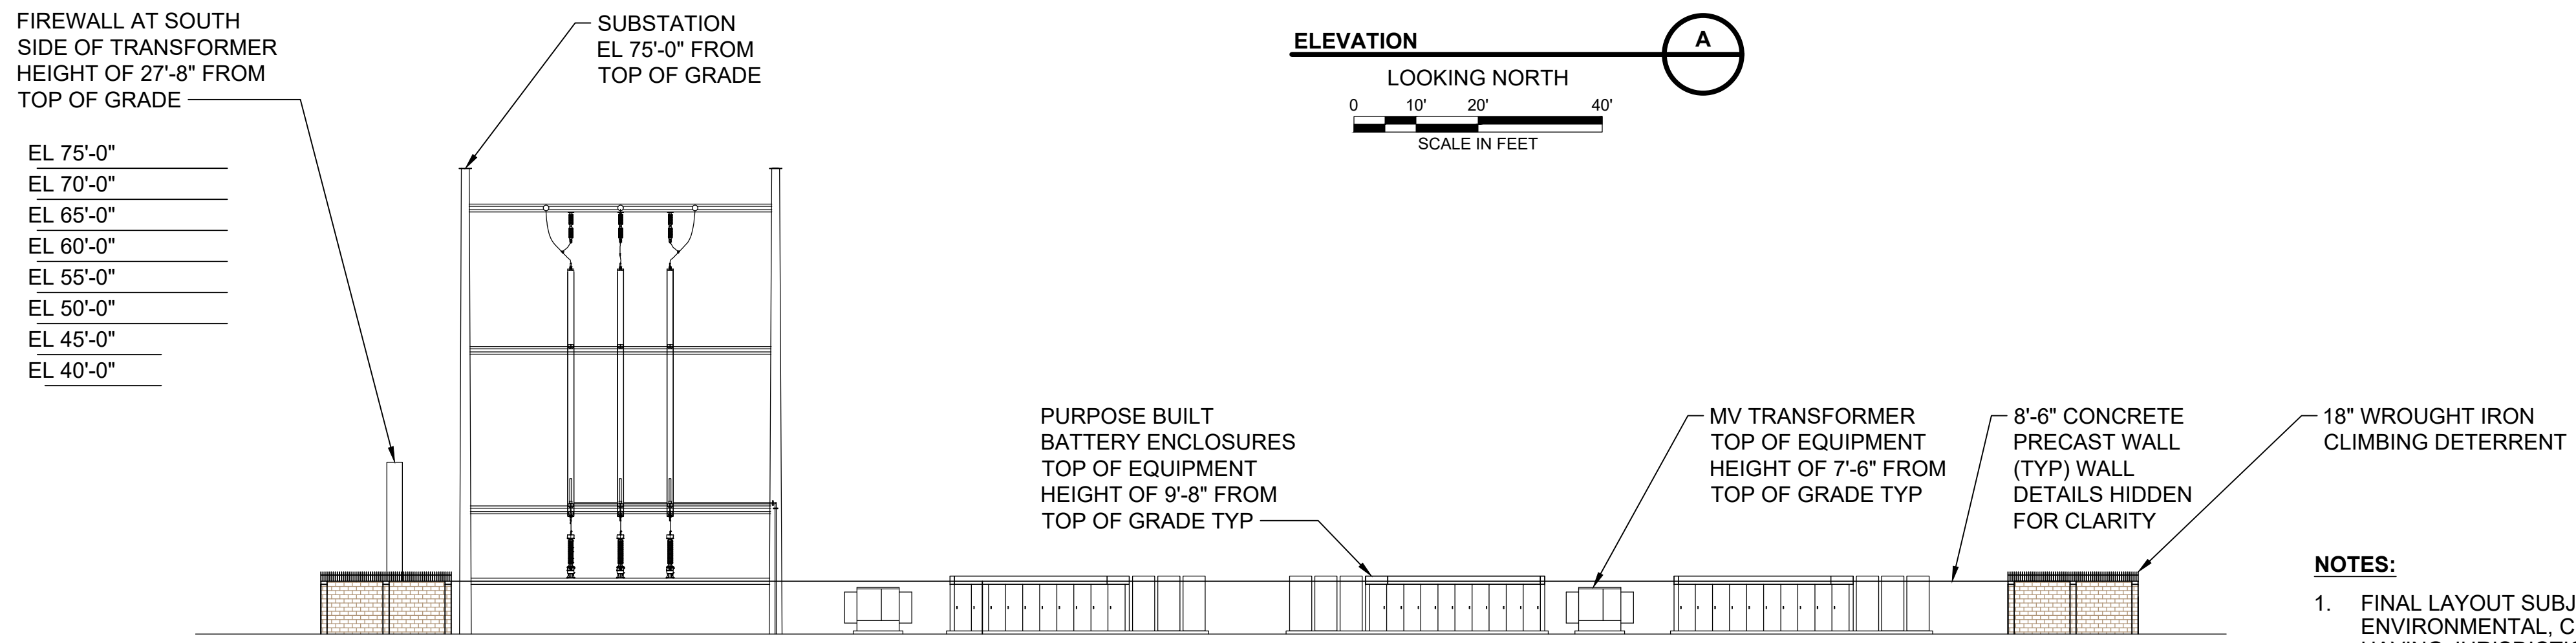 FIREWALL AT SOUTH
SIDE OF TRANSFORMER
HEIGHT OF 27'-8" FROM
TOP OF GRADE
SUBSTATION
EL 75'-0" FROM
TOP OF GRADE
ELEVATION
A
LOOKING NORTH
0 10' 20' 40'
SCALE IN FEET
EL 75'-0"
EL 70'-0"
EL 65'-0"
EL 60'-0"
EL 55'-0"
EL 50'-0"
EL 45'-0"
EL 40'-0"
PURPOSE BUILT
BATTERY ENCLOSURES
TOP OF EQUIPMENT
HEIGHT OF 9'-8" FROM
TOP OF GRADE TYP
MV TRANSFORMER
TOP OF EQUIPMENT
HEIGHT OF 7'-6" FROM
TOP OF GRADE TYP
8'-6" CONCRETE
PRECAST WALL
(TYP) WALL
DETAILS HIDDEN
FOR CLARITY
18" WROUGHT IRON
CLIMBING DETERRENT
NOTES:
1. FINAL LAYOUT SUBJ
ENVIRONMENTAL, C